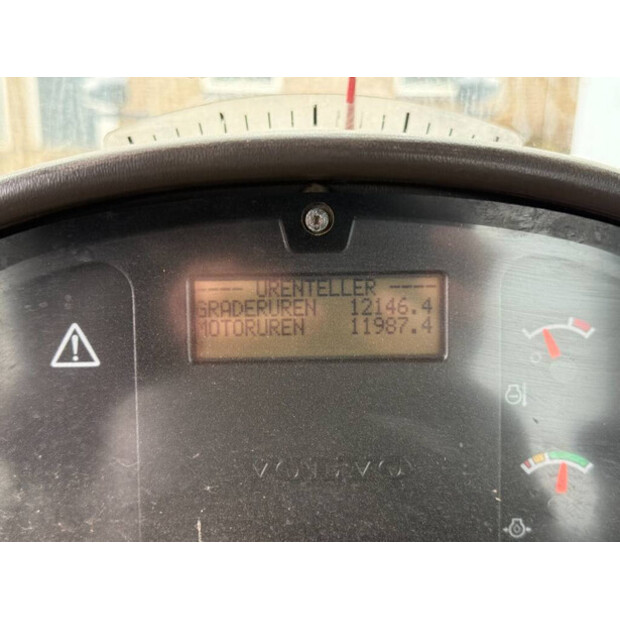 ---- URENTELLER ----
GRADERUREN 12146.4
MOTORUREN 11987.4
VOLVO